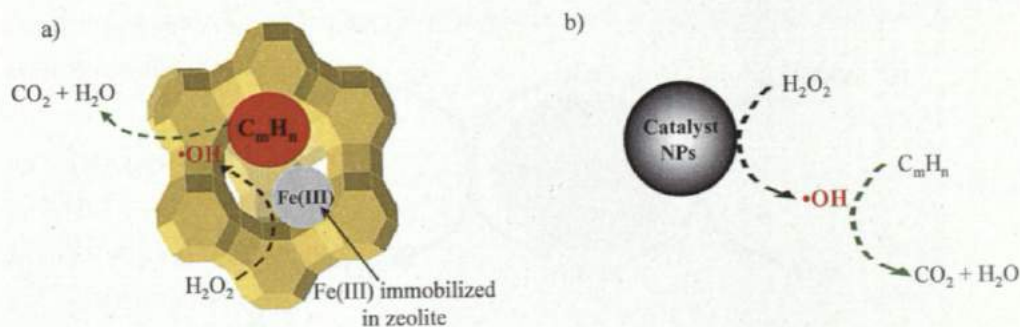 a)
CO₂ + H₂O
CₘHₙ
•OH
Fe(III)
H₂O₂
Fe(III) immobilized
in zeolite
b)
H₂O₂
Catalyst
NPs
CₘHₙ
•OH
CO₂ + H₂O